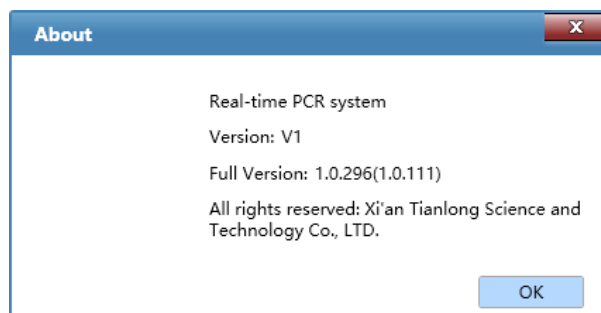 About
x
Real-time PCR system
Version: V1
Full Version: 1.0.296(1.0.111)
All rights reserved: Xi'an Tianlong Science and
Technology Co., LTD.
OK